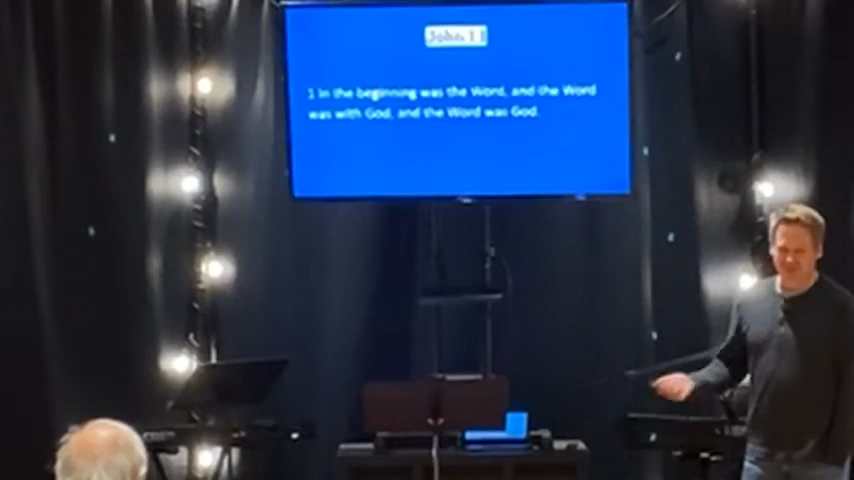 John 1:1
1 In the beginning was the Word, and the Word
was with God, and the Word was God.